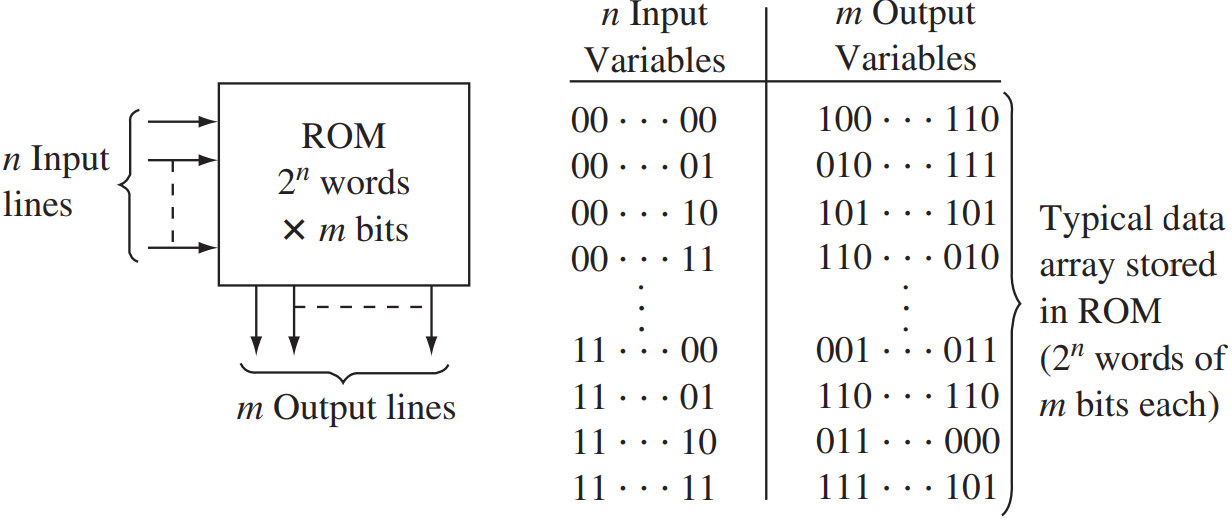 n Input
lines
ROM
2ⁿ words
× m bits
m Output lines
n Input
Variables
m Output
Variables
00 · · · 00 100 · · · 110
00 · · · 01 010 · · · 111
00 · · · 10 101 · · · 101
00 · · · 11 110 · · · 010
11 · · · 00 001 · · · 011
11 · · · 01 110 · · · 110
11 · · · 10 011 · · · 000
11 · · · 11 111 · · · 101
Typical data
array stored
in ROM
(2ⁿ words of
m bits each)